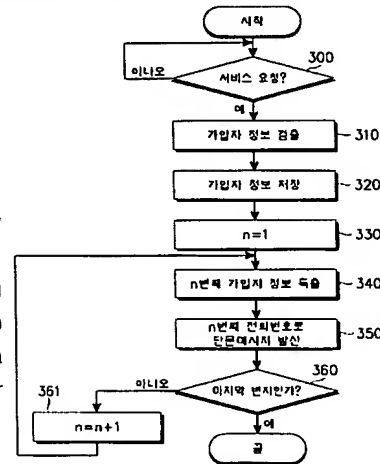 시작
서비스 요청?
300
아니오
예
가입자 정보 검출
310
가입자 정보 저장
320
n=1
330
n번째 가입자 정보 독출
340
n번째 전화번호로
단문메시지 발신
350
마지막 번지인가?
360
아니오
361
n=n+1
예
끝